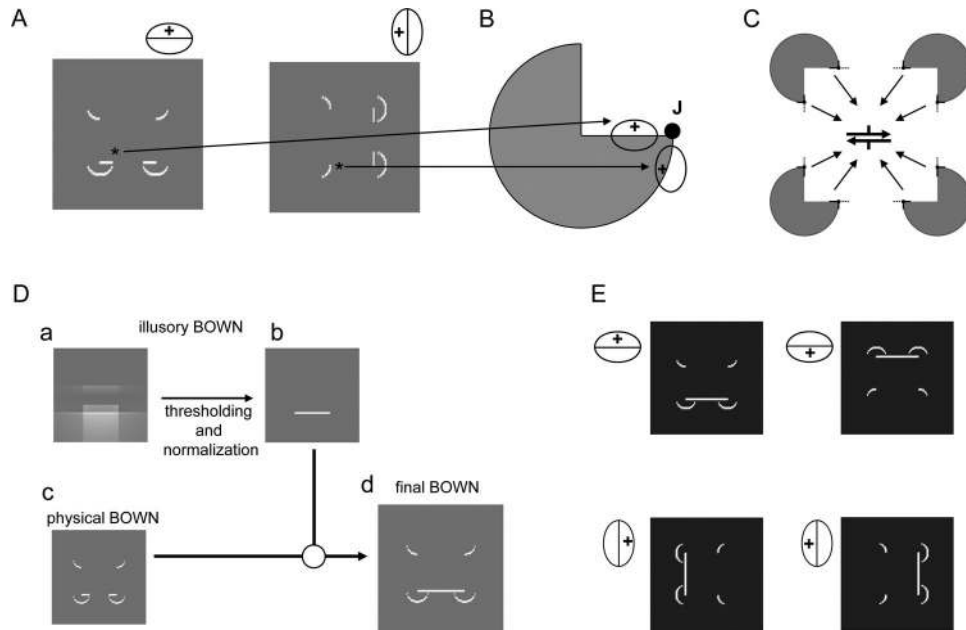 A
B
C
+
+
J
+
+
*
*
D
E
a
illusory BOWN
b
thresholding
and
normalization
c
physical BOWN
d
final BOWN
+
+
+
+